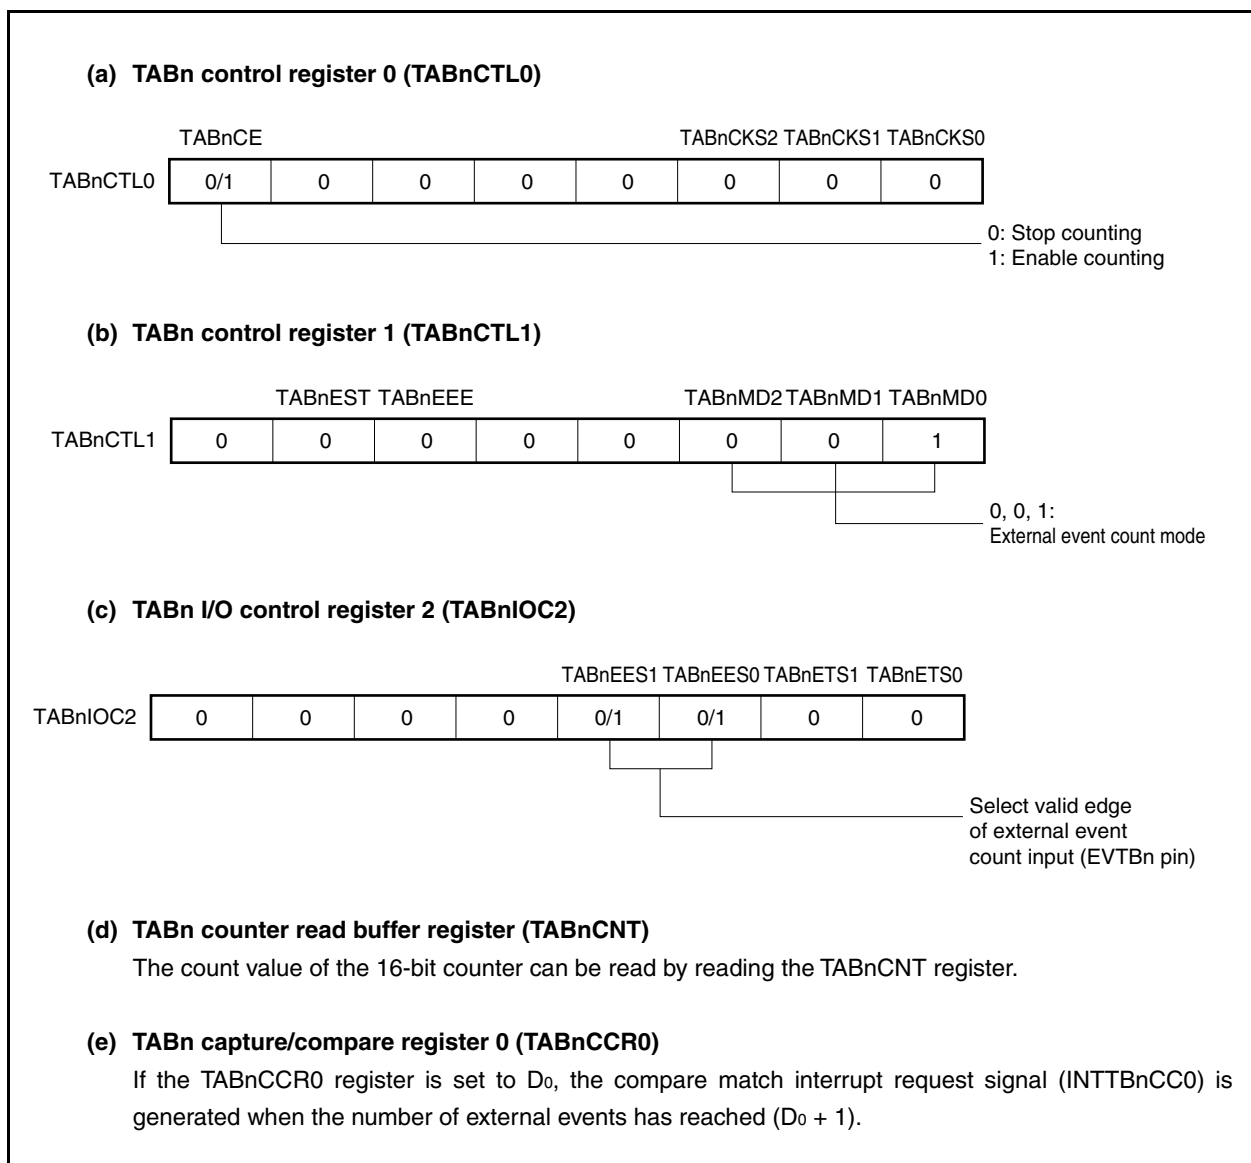 (a) TABn control register 0 (TABnCTL0)
TABnCE TABnCKS2 TABnCKS1 TABnCKS0
TABnCTL0 0/1 0 0 0 0 0 0 0
0: Stop counting
1: Enable counting
(b) TABn control register 1 (TABnCTL1)
TABnEST TABnEEE TABnMD2 TABnMD1 TABnMD0
TABnCTL1 0 0 0 0 0 0 0 1
0, 0, 1:
External event count mode
(c) TABn I/O control register 2 (TABnIOC2)
TABnEES1 TABnEES0 TABnETS1 TABnETS0
TABnIOC2 0 0 0 0 0/1 0/1 0 0
Select valid edge
of external event
count input (EVTBn pin)
(d) TABn counter read buffer register (TABnCNT)
The count value of the 16-bit counter can be read by reading the TABnCNT register.
(e) TABn capture/compare register 0 (TABnCCR0)
If the TABnCCR0 register is set to D₀, the compare match interrupt request signal (INTTBnCC0) is
generated when the number of external events has reached (D₀ + 1).